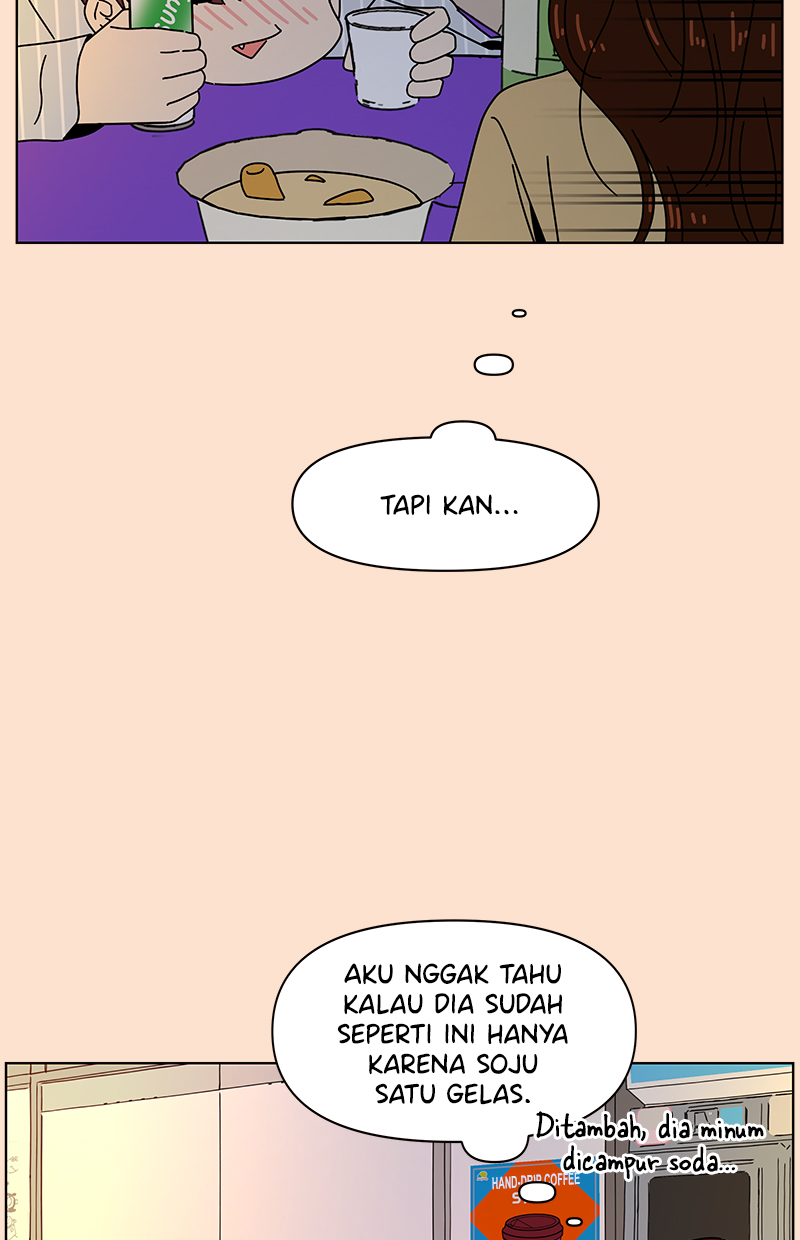 sun
TAPI KAN...
AKU NGGAK TAHU
KALAU DIA SUDAH
SEPERTI INI HANYA
KARENA SOJU
SATU GELAS.
Ditambah, dia minum
dicampur soda...
HAND-DRIP COFFEE